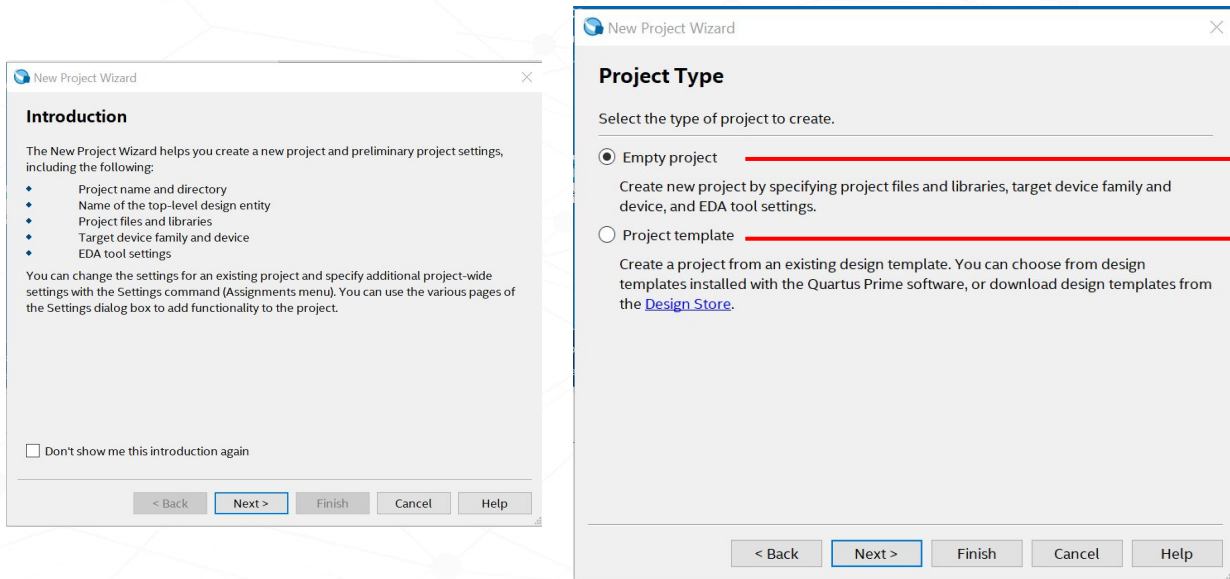 New Project Wizard
Introduction
The New Project Wizard helps you create a new project and preliminary project settings,
including the following:
Project name and directory
Name of the top-level design entity
Project files and libraries
Target device family and device
EDA tool settings
You can change the settings for an existing project and specify additional project-wide
settings with the Settings command (Assignments menu). You can use the various pages of
the Settings dialog box to add functionality to the project.
Don't show me this introduction again
< Back Next > Finish Cancel Help
New Project Wizard
Project Type
Select the type of project to create.
Empty project
Create new project by specifying project files and libraries, target device family and
device, and EDA tool settings.
Project template
Create a project from an existing design template. You can choose from design
templates installed with the Quartus Prime software, or download design templates from
the Design Store.
< Back Next > Finish Cancel Help